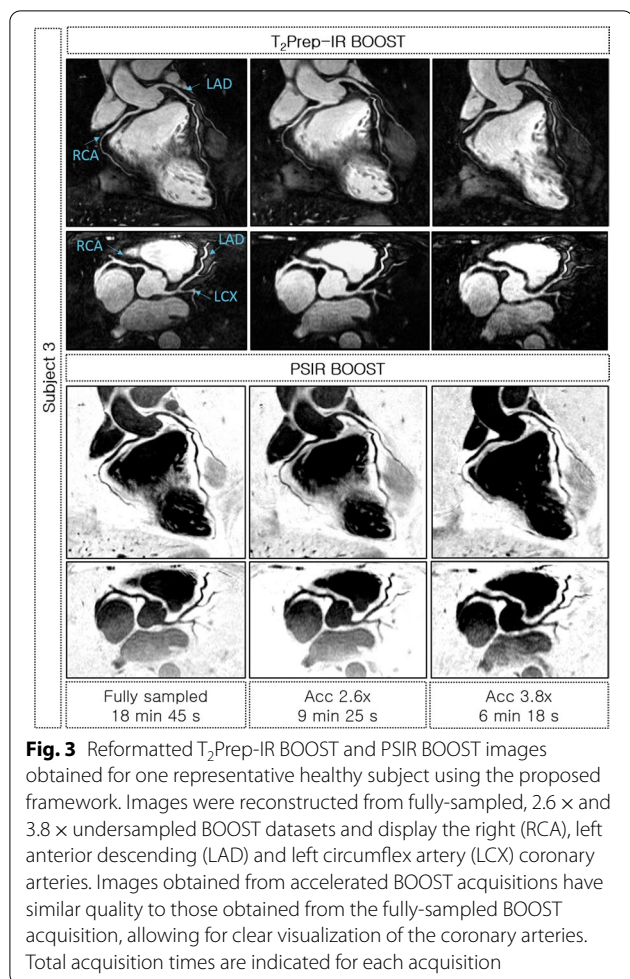 T₂Prep-IR BOOST
LAD
RCA
RCA
LAD
LCX
Subject 3
PSIR BOOST
Fully sampled
18 min 45 s
Acc 2.6x
9 min 25 s
Acc 3.8x
6 min 18 s
Fig. 3 Reformatted T₂Prep-IR BOOST and PSIR BOOST images
obtained for one representative healthy subject using the proposed
framework. Images were reconstructed from fully-sampled, 2.6 × and
3.8 × undersampled BOOST datasets and display the right (RCA), left
anterior descending (LAD) and left circumflex artery (LCX) coronary
arteries. Images obtained from accelerated BOOST acquisitions have
similar quality to those obtained from the fully-sampled BOOST
acquisition, allowing for clear visualization of the coronary arteries.
Total acquisition times are indicated for each acquisition